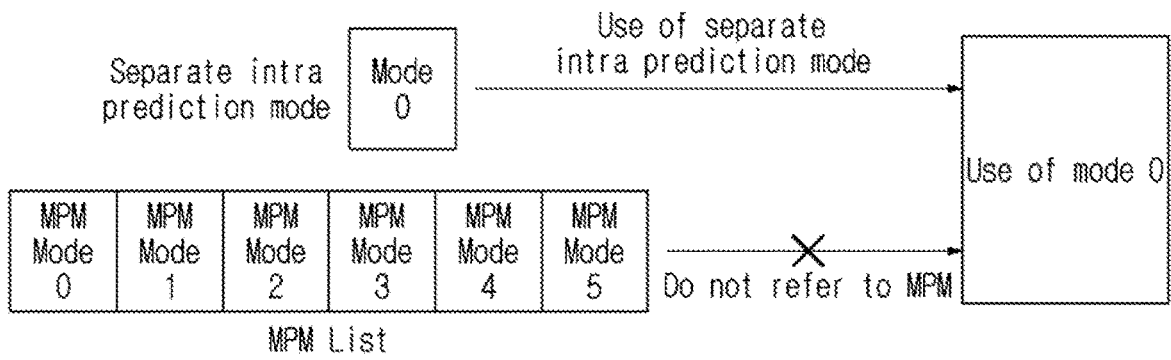 Separate intra
prediction mode
Mode
0
Use of separate
intra prediction mode
Use of mode 0
MPM
Mode
0
MPM
Mode
1
MPM
Mode
2
MPM
Mode
3
MPM
Mode
4
MPM
Mode
5
Do not refer to MPM
MPM List